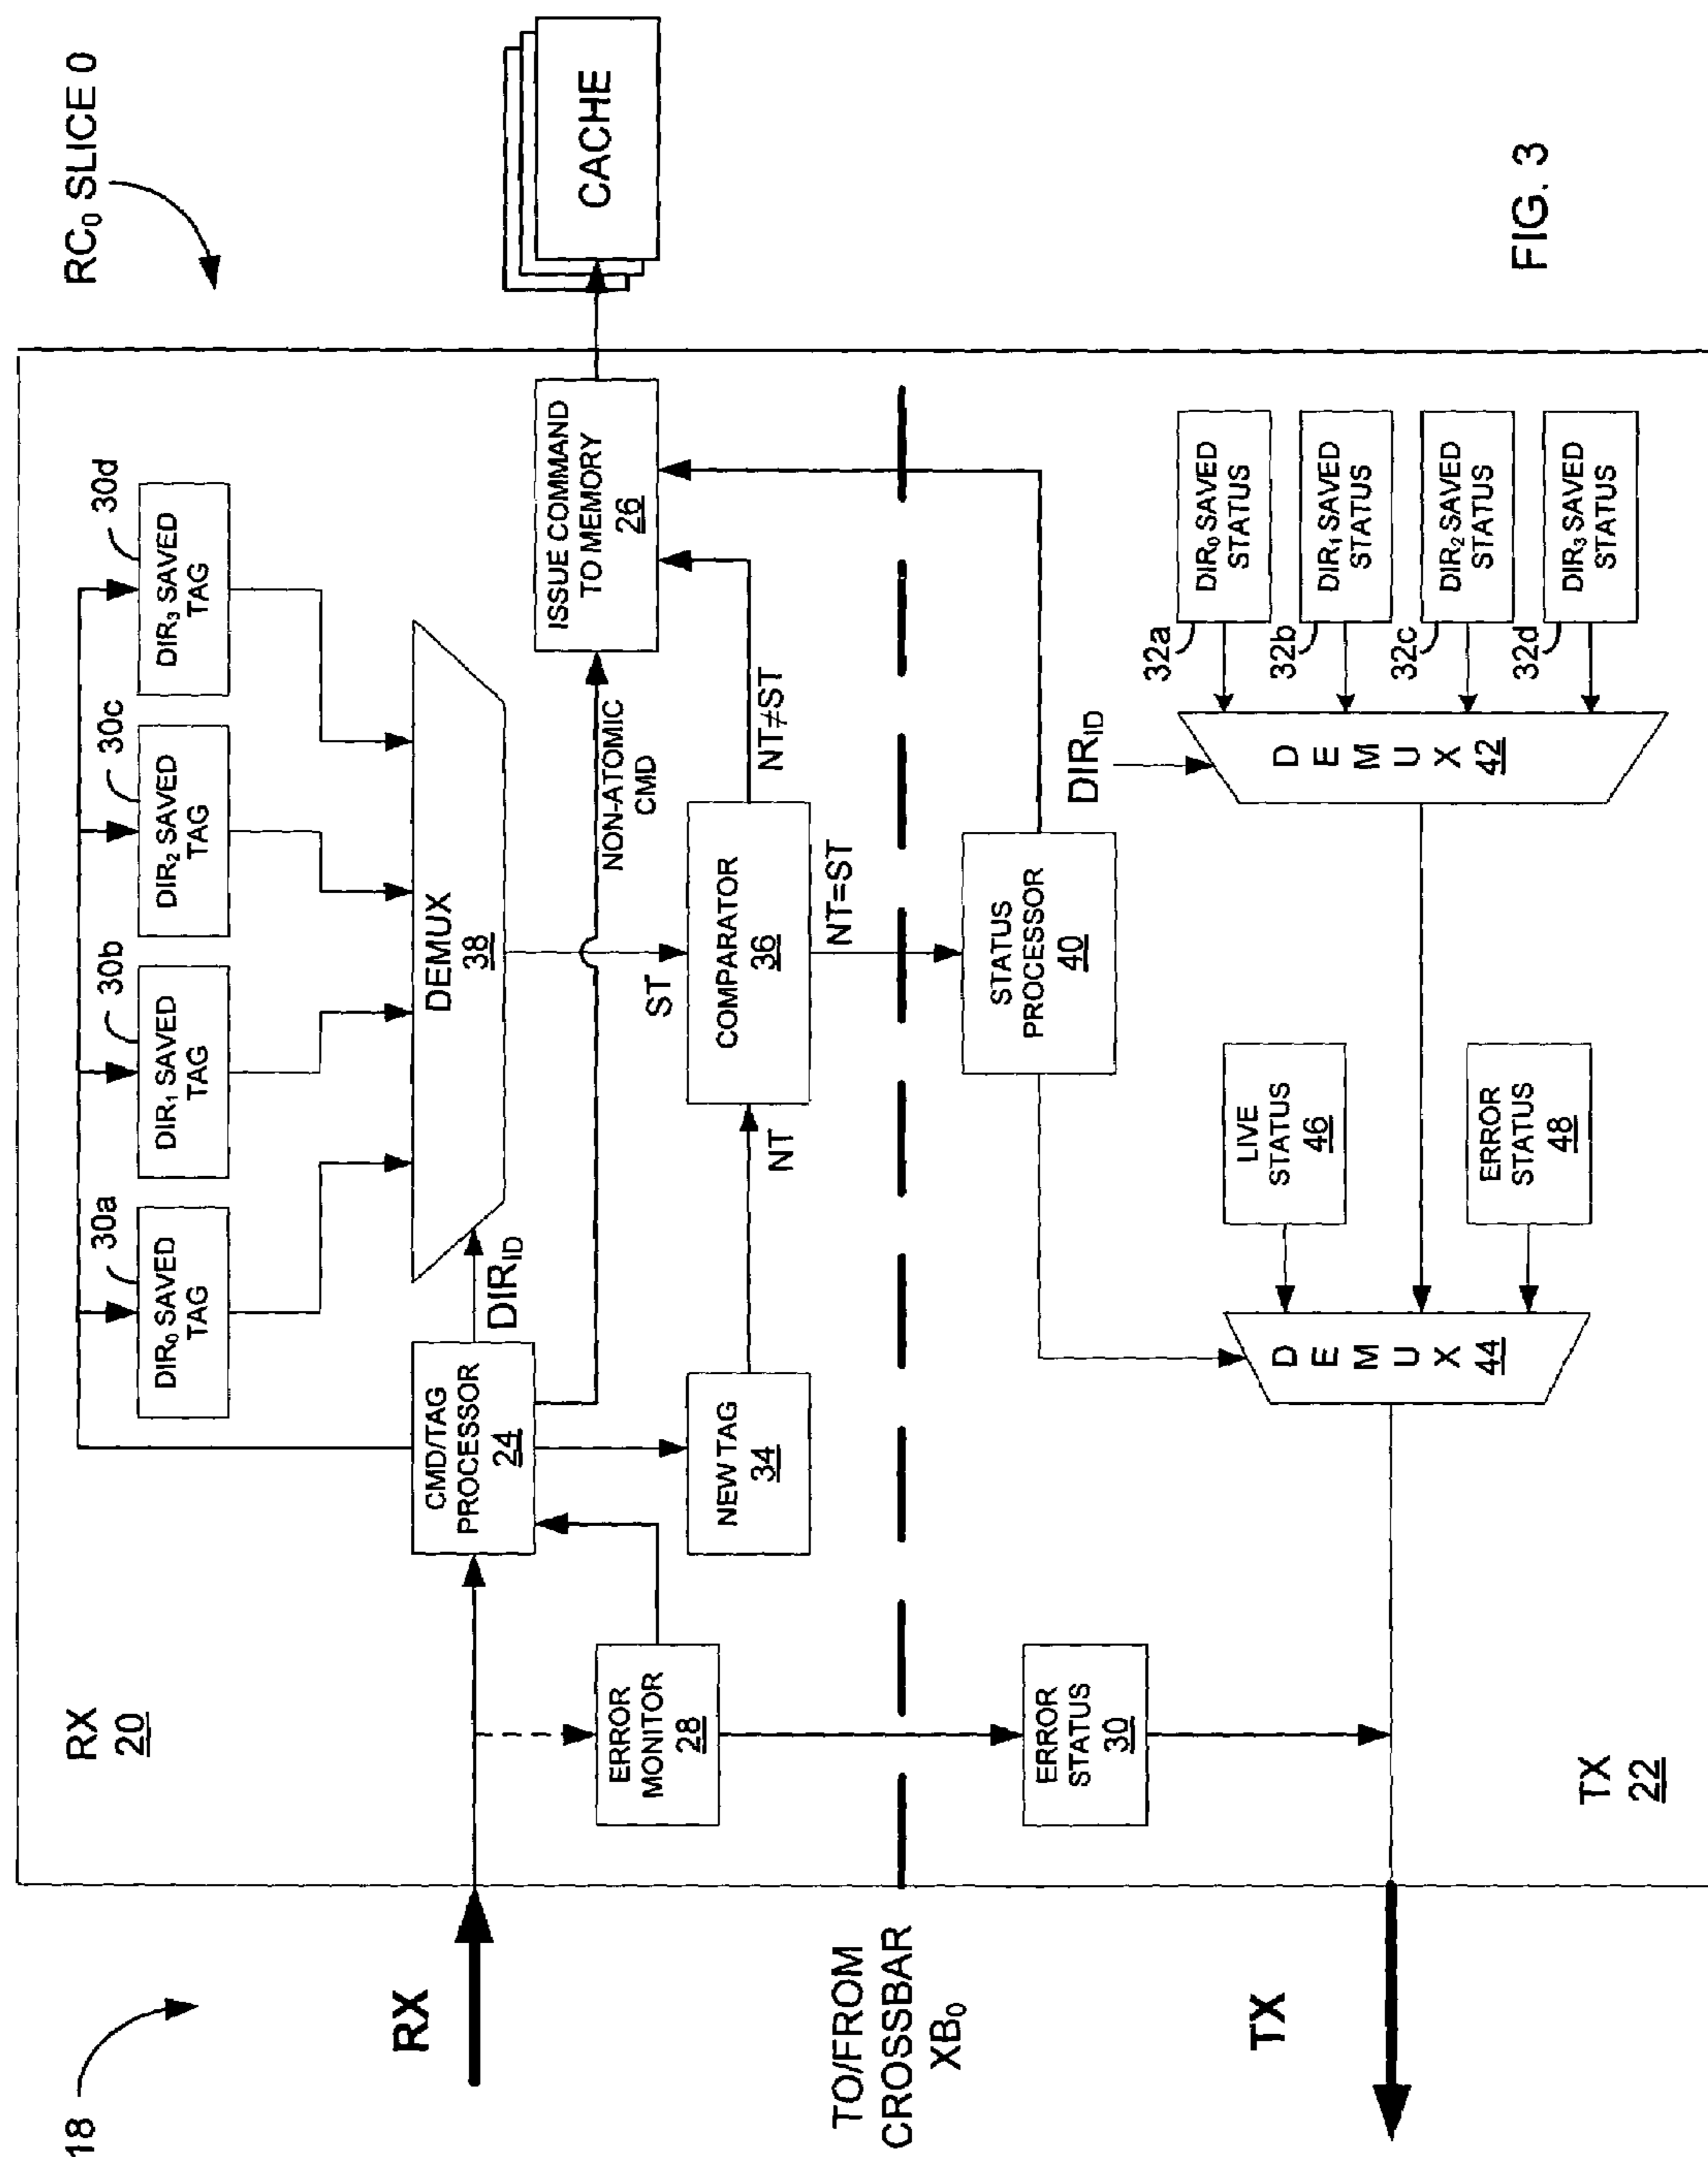 18
RC₀ SLICE 0
RX
20
30a
30b
30c
30d
DIR₀ SAVED
TAG
DIR₁ SAVED
TAG
DIR₂ SAVED
TAG
DIR₃ SAVED
TAG
CACHE
RX
CMD/TAG
PROCESSOR
24
DIR_ID
DEMUX
38
ISSUE COMMAND
TO MEMORY
26
NON-ATOMIC
CMD
ERROR
MONITOR
28
NEW TAG
34
NT
ST
COMPARATOR
36
NT≠ST
NT=ST
TO/FROM
CROSSBAR
XB₀
ERROR
STATUS
30
STATUS
PROCESSOR
40
DIR_ID
32a
DIR₀ SAVED
STATUS
32b
DIR₁ SAVED
STATUS
32c
DIR₂ SAVED
STATUS
32d
DIR₃ SAVED
STATUS
LIVE
STATUS
46
ERROR
STATUS
48
D E M U X
44
D E M U X
42
TX
TX
22
FIG. 3